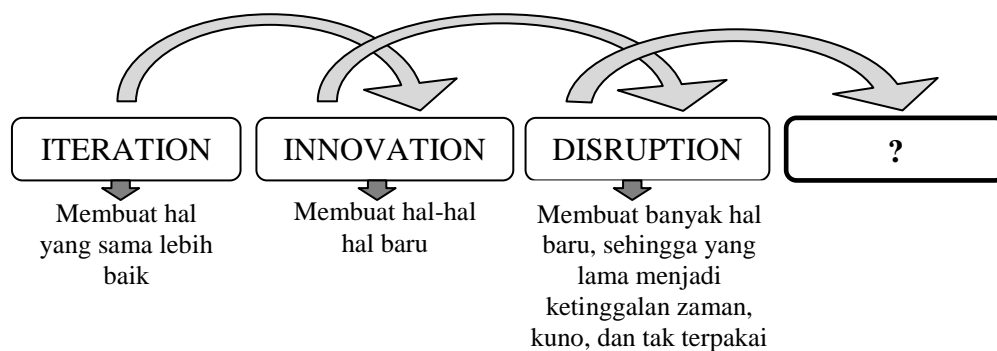 ITERATION
INNOVATION
DISRUPTION
?
Membuat hal
yang sama lebih
baik
Membuat hal-hal
hal baru
Membuat banyak hal
baru, sehingga yang
lama menjadi
ketinggalan zaman,
kuno, dan tak terpakai